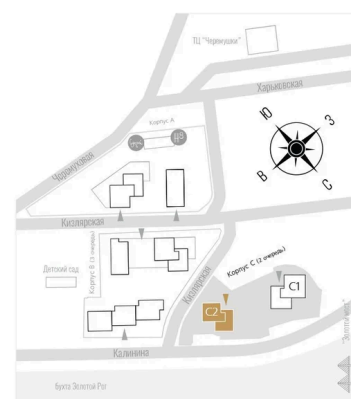 ТЦ "Черемушки"
Харьковская
Корпус А
Ю
З
В
С
Черемуховая
Кизлярская
Детский сад
Корпус В (3 очередь)
Кизлярская
Корпус С (2 очередь)
С1
С2
Калинина
бухта Золотой Рог